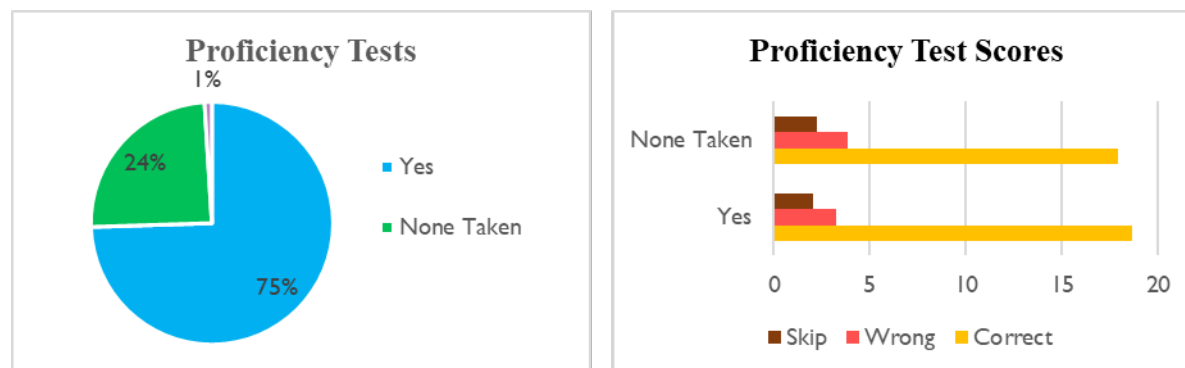 Proficiency Tests
1%
24%
75%
Yes
None Taken
Proficiency Test Scores
None Taken
Yes
0 5 10 15 20
Skip Wrong Correct